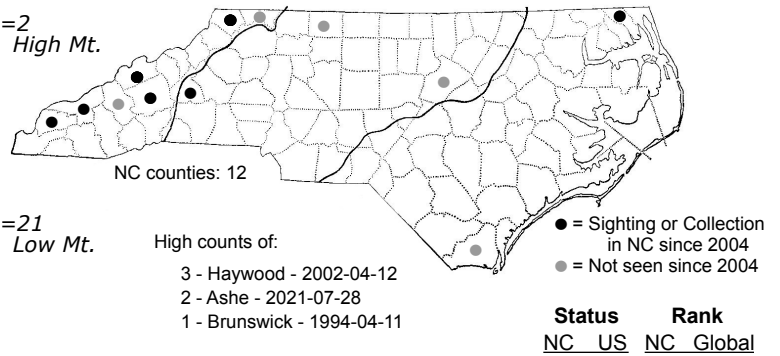 =2
High Mt.
NC counties: 12
=21
Low Mt.
High counts of:
3 - Haywood - 2002-04-12
2 - Ashe - 2021-07-28
1 - Brunswick - 1994-04-11
● = Sighting or Collection
in NC since 2004
● = Not seen since 2004
Status Rank
NC US NC Global